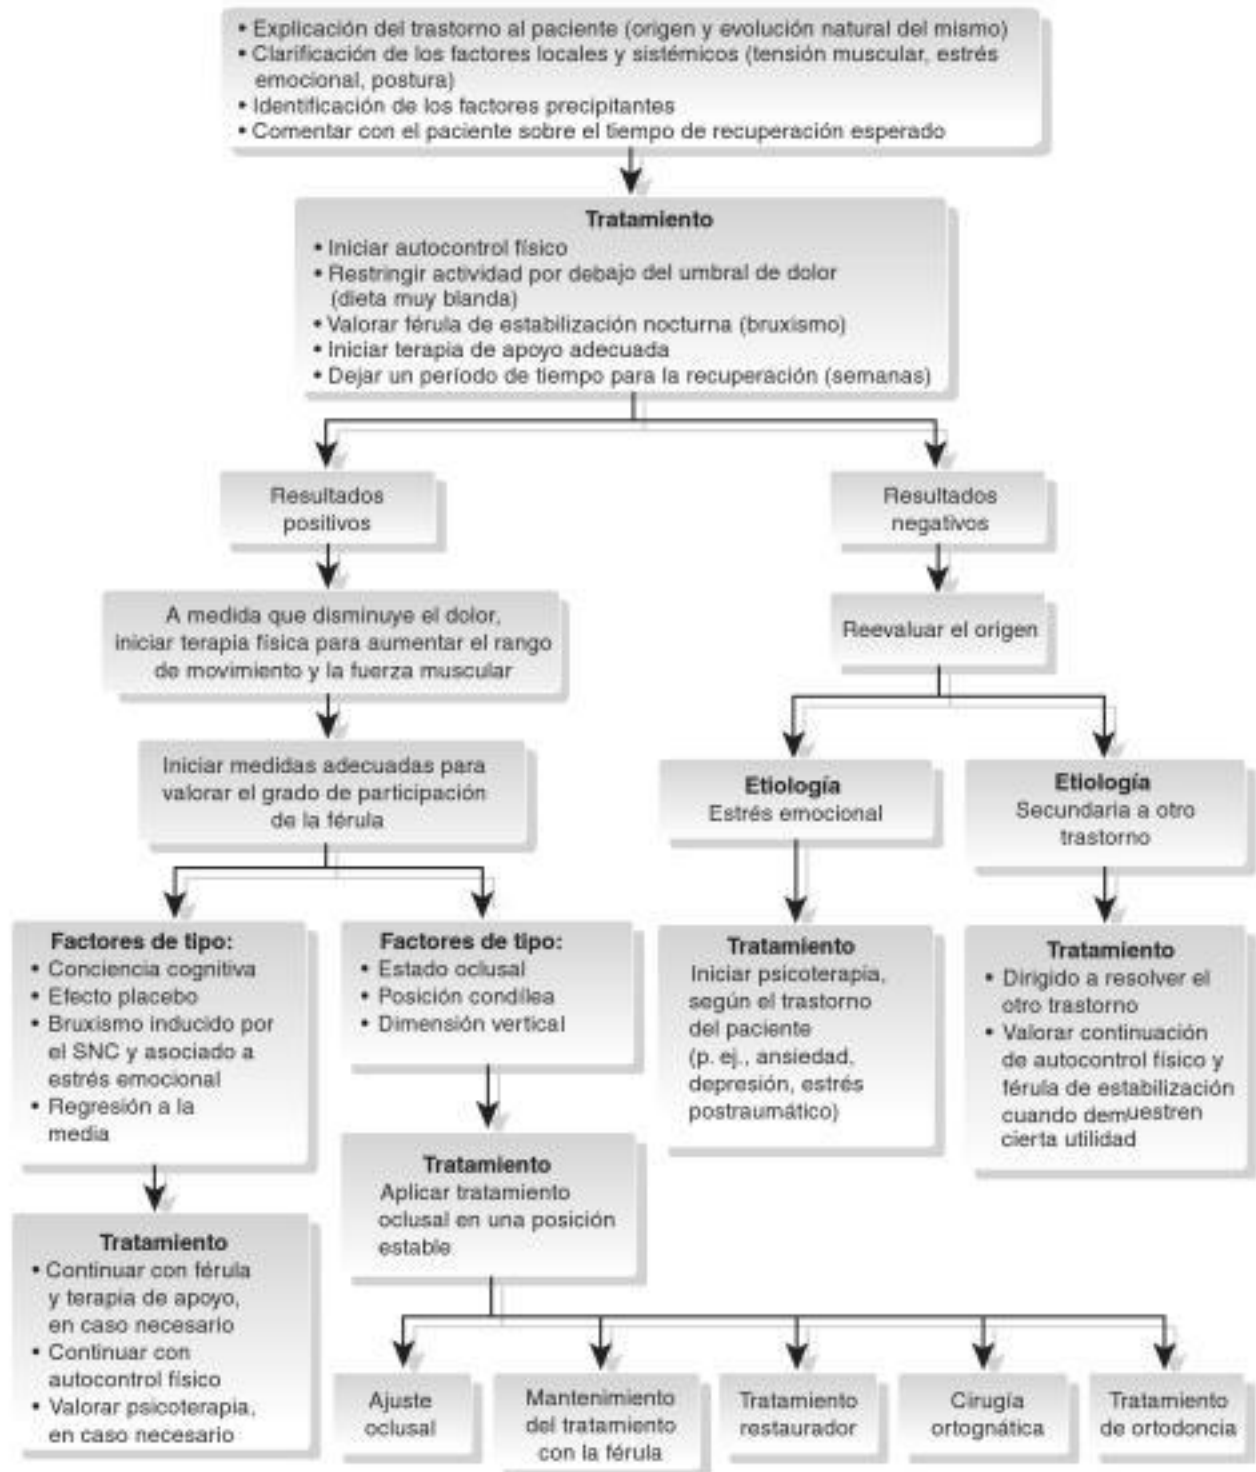 • Explicación del trastorno al paciente (origen y evolución natural del mismo)
• Clarificación de los factores locales y sistémicos (tensión muscular, estrés
emocional, postura)
• Identificación de los factores precipitantes
• Comentar con el paciente sobre el tiempo de recuperación esperado
Tratamiento
• Iniciar autocontrol físico
• Restringir actividad por debajo del umbral de dolor
(dieta muy blanda)
• Valorar férula de estabilización nocturna (bruxismo)
• Iniciar terapia de apoyo adecuada
• Dejar un período de tiempo para la recuperación (semanas)
Resultados
positivos
Resultados
negativos
A medida que disminuye el dolor,
iniciar terapia física para aumentar el rango
de movimiento y la fuerza muscular
Reevaluar el origen
Iniciar medidas adecuadas para
valorar el grado de participación
de la férula
Etiología
Estrés emocional
Etiología
Secundaria a otro
trastorno
Factores de tipo:
• Conciencia cognitiva
• Efecto placebo
• Bruxismo inducido por
el SNC y asociado a
estrés emocional
• Regresión a la
media
Factores de tipo:
• Estado oclusal
• Posición condílea
• Dimensión vertical
Tratamiento
Iniciar psicoterapia,
según el trastorno
del paciente
(p. ej., ansiedad,
depresión, estrés
postraumático)
Tratamiento
• Dirigido a resolver el
otro trastorno
• Valorar continuación
de autocontrol físico y
férula de estabilización
cuando demuestren
cierta utilidad
Tratamiento
Aplicar tratamiento
oclusal en una posición
estable
Tratamiento
• Continuar con férula
y terapia de apoyo,
en caso necesario
• Continuar con
autocontrol físico
• Valorar psicoterapia,
en caso necesario
Ajuste
oclusal
Mantenimiento
del tratamiento
con la férula
Tratamiento
restaurador
Cirugía
ortognática
Tratamiento
de ortodoncia